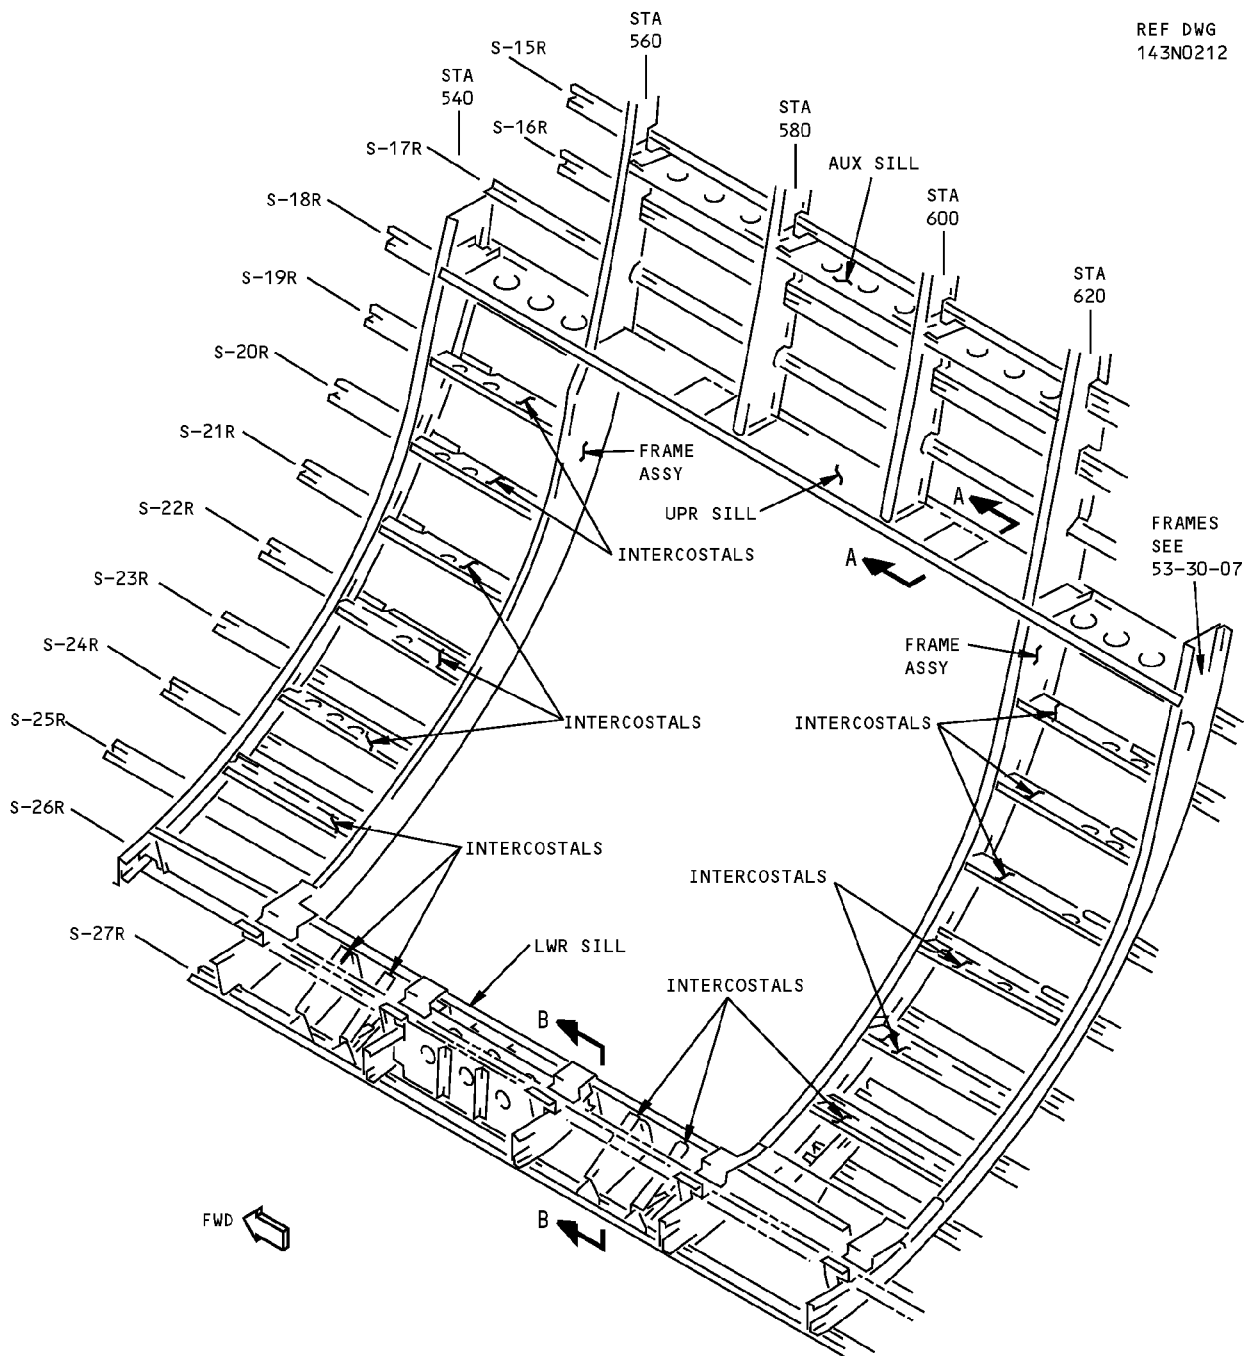 REF DWG
143N0212
STA
560
S-15R
STA
540
STA
580
S-16R
S-17R
AUX SILL
S-18R
STA
600
S-19R
STA
620
S-20R
S-21R
FRAME
ASSY
UPR SILL
A
S-22R
INTERCOSTALS
A
FRAMES
SEE
53-30-07
S-23R
S-24R
FRAME
ASSY
S-25R
INTERCOSTALS
INTERCOSTALS
S-26R
INTERCOSTALS
INTERCOSTALS
S-27R
LWR SILL
INTERCOSTALS
B
FWD
B